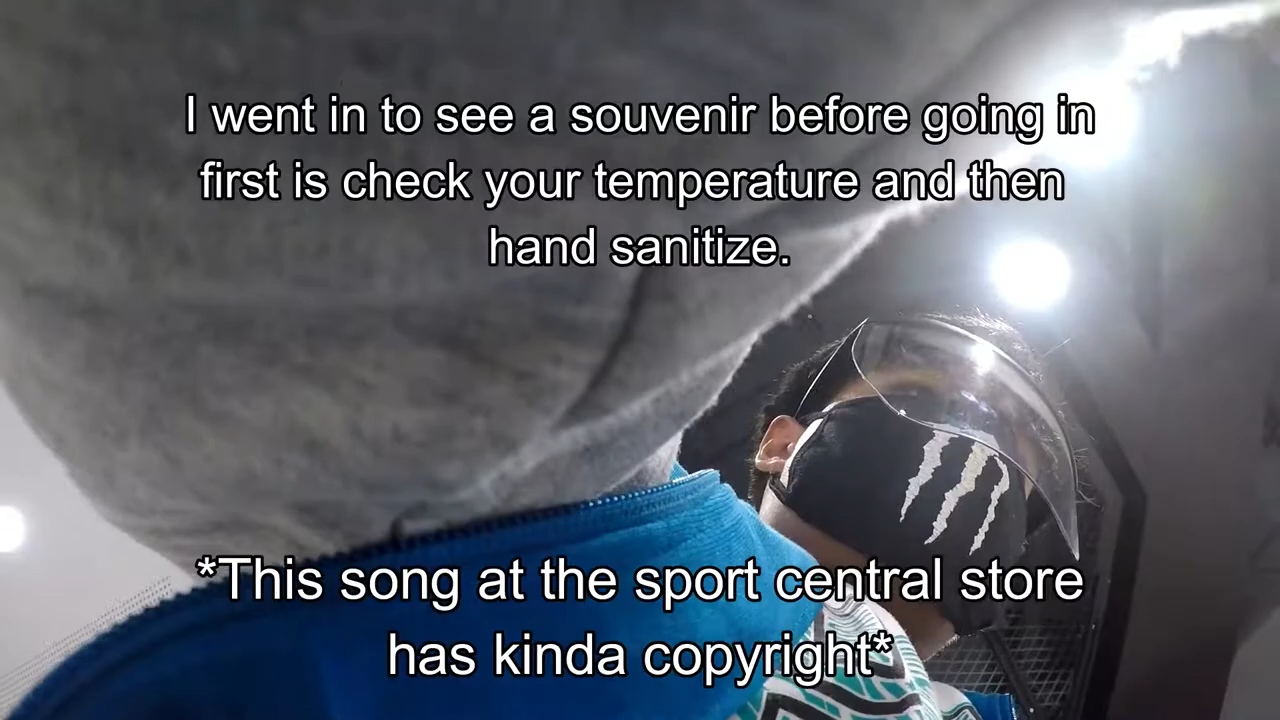 I went in to see a souvenir before going in
first is check your temperature and then
hand sanitize.
*This song at the sport central store
has kinda copyright*